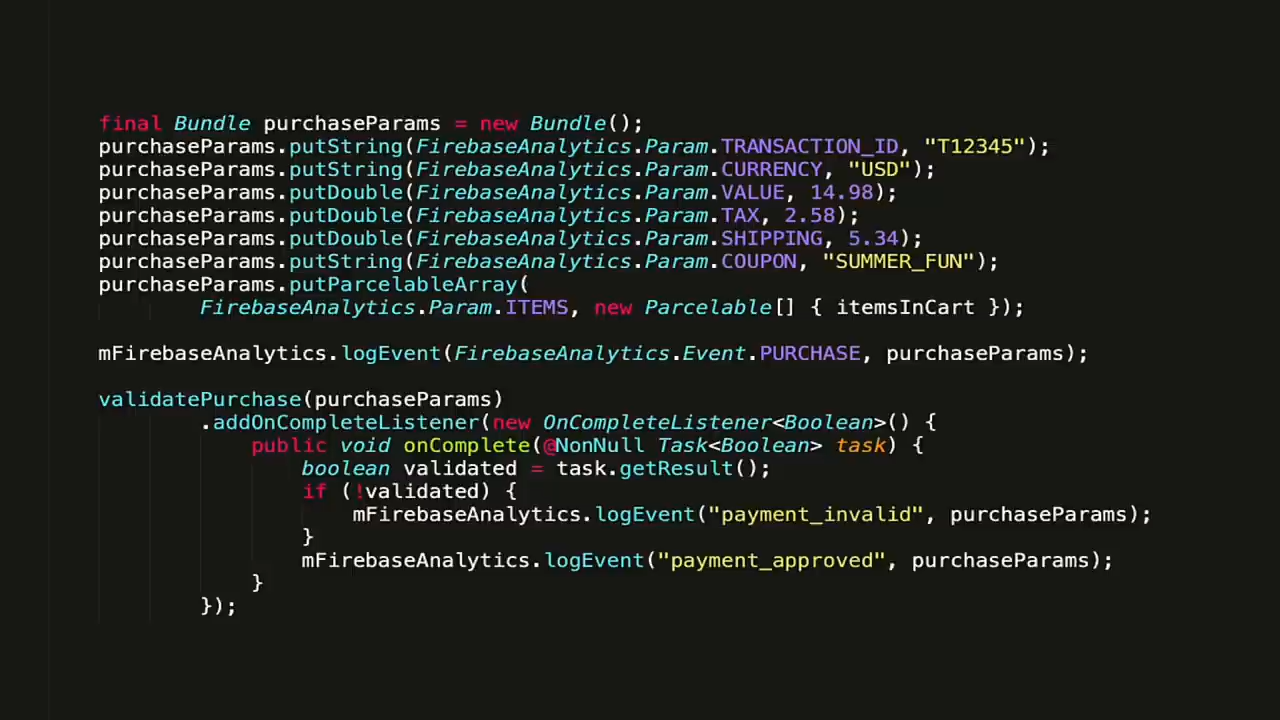 final Bundle purchaseParams = new Bundle();
purchaseParams.putString(FirebaseAnalytics.Param.TRANSACTION_ID, "T12345");
purchaseParams.putString(FirebaseAnalytics.Param.CURRENCY, "USD");
purchaseParams.putDouble(FirebaseAnalytics.Param.VALUE, 14.98);
purchaseParams.putDouble(FirebaseAnalytics.Param.TAX, 2.58);
purchaseParams.putDouble(FirebaseAnalytics.Param.SHIPPING, 5.34);
purchaseParams.putString(FirebaseAnalytics.Param.COUPON, "SUMMER_FUN");
purchaseParams.putParcelableArray(
        FirebaseAnalytics.Param.ITEMS, new Parcelable[] { itemsInCart });

mFirebaseAnalytics.logEvent(FirebaseAnalytics.Event.PURCHASE, purchaseParams);

validatePurchase(purchaseParams)
        .addOnCompleteListener(new OnCompleteListener<Boolean>() {
            public void onComplete(@NonNull Task<Boolean> task) {
                boolean validated = task.getResult();
                if (!validated) {
                    mFirebaseAnalytics.logEvent("payment_invalid", purchaseParams);
                }
                mFirebaseAnalytics.logEvent("payment_approved", purchaseParams);
            }
        });